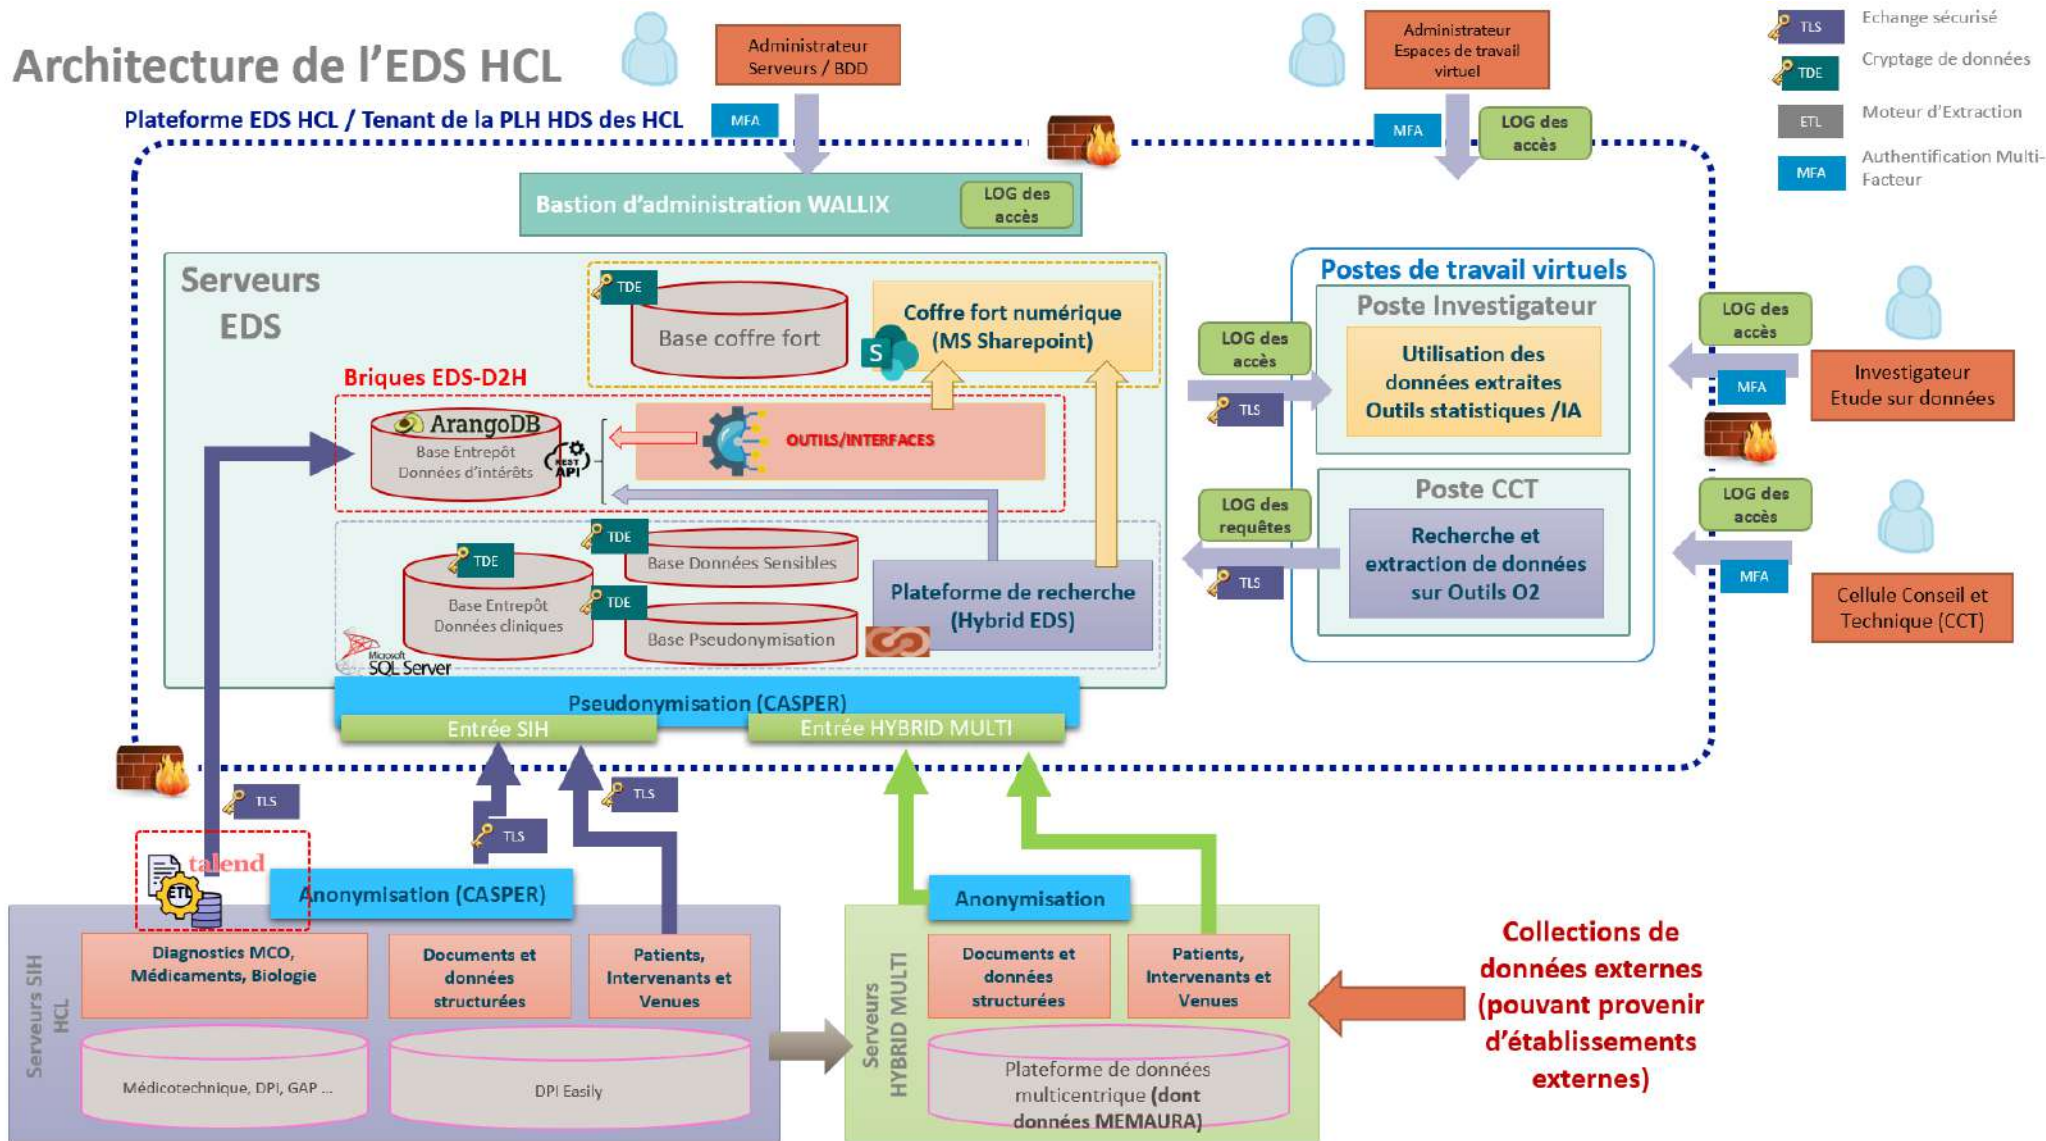 Architecture de l'EDS HCL
Administrateur
Serveurs / BDD
Administrateur
Espaces de travail
virtuel
TLS
Echange sécurisé
TDE
Cryptage de données
ETL
Moteur d'Extraction
MFA
Authentification Multi-
Facteur
Plateforme EDS HCL / Tenant de la PLH HDS des HCL
MFA
MFA
LOG des
accès
Bastion d'administration WALLIX
LOG des
accès
Serveurs
EDS
TDE
Base coffre fort
Coffre fort numérique
(MS Sharepoint)
S
Briques EDS-D2H
ArangoDB
Base Entrepôt
Données d'intérêts
REST
API
OUTILS/INTERFACES
TDE
Base Entrepôt
Données cliniques
TDE
Base Données Sensibles
TDE
Base Pseudonymisation
Microsoft
SQL Server
Plateforme de recherche
(Hybrid EDS)
LOG des
accès
TLS
LOG des
requêtes
TLS
Postes de travail virtuels
Poste Investigateur
Utilisation des
données extraites
Outils statistiques /IA
Poste CCT
Recherche et
extraction de données
sur Outils O2
LOG des
accès
MFA
Investigateur
Etude sur données
LOG des
accès
MFA
Cellule Conseil et
Technique (CCT)
Pseudonymisation (CASPER)
Entrée SIH
Entrée HYBRID MULTI
TLS
TLS
TLS
talend
ETL
Anonymisation (CASPER)
Anonymisation
Serveurs SIH
HCL
Diagnostics MCO,
Médicaments, Biologie
Documents et
données
structurées
Patients,
Intervenants et
Venues
Médicotechnique, DPI, GAP ...
DPI Easily
Serveurs
HYBRID MULTI
Documents et
données
structurées
Patients,
Intervenants et
Venues
Plateforme de données
multicentrique (dont
données MEMAURA)
Collections de
données externes
(pouvant provenir
d'établissements
externes)